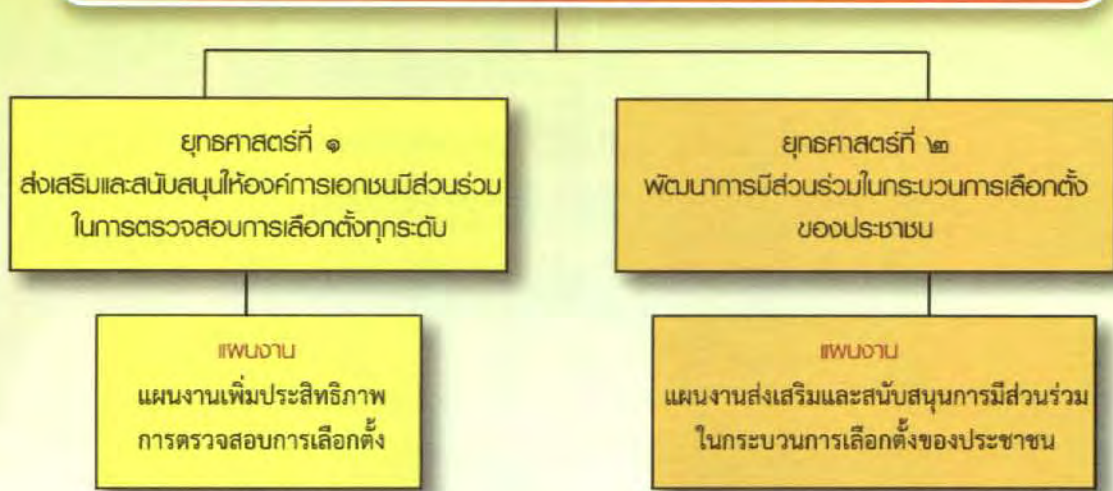 ยุทธศาสตร์ที่ ๑
ส่งเสริมและสนับสนุนให้องค์การเอกชนมีส่วนร่วม
ในการตรวจสอบการเลือกตั้งทุกระดับ
แผนงาน
แผนงานเพิ่มประสิทธิภาพ
การตรวจสอบการเลือกตั้ง
ยุทธศาสตร์ที่ ๒
พัฒนาการมีส่วนร่วมในกระบวนการเลือกตั้ง
ของประชาชน
แผนงาน
แผนงานส่งเสริมและสนับสนุนการมีส่วนร่วม
ในกระบวนการเลือกตั้งของประชาชน